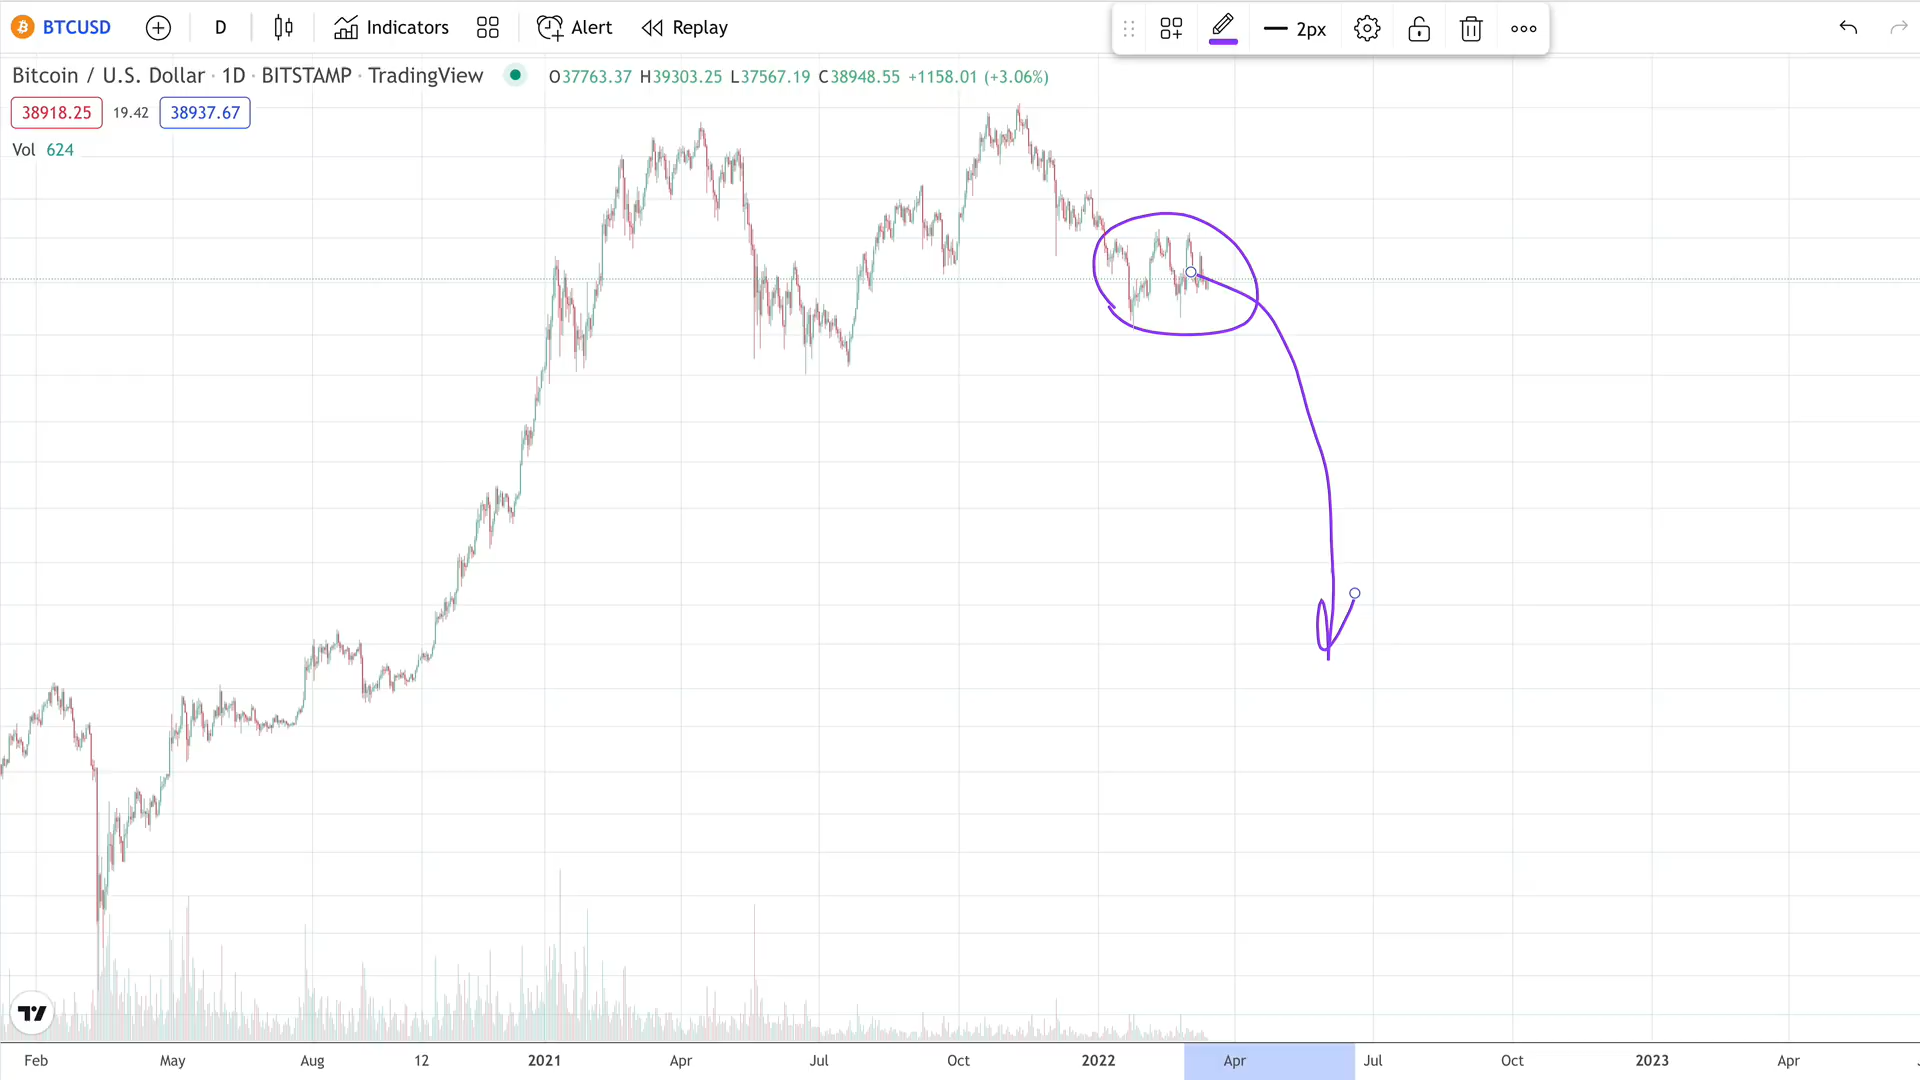 BTCUSD D Indicators Alert Replay 2px
Bitcoin / U.S. Dollar · 1D · BITSTAMP · TradingView O37763.37 H39303.25 L37567.19 C38948.55 +1158.01 (+3.06%)
38918.25 19.42 38937.67
Vol 624
Feb May Aug 12 2021 Apr Jul Oct 2022 Apr Jul Oct 2023 Apr